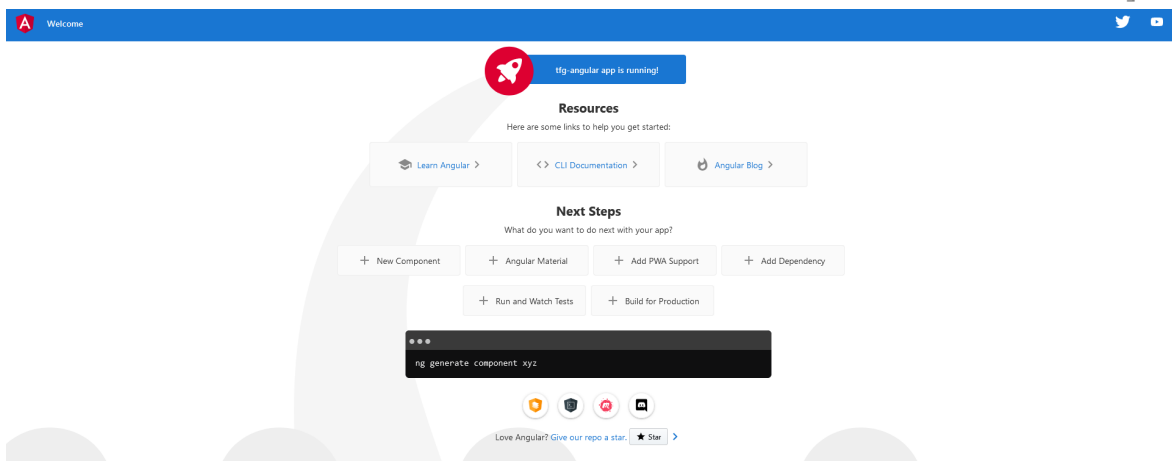 Welcome
tfg-angular app is running!
Resources
Here are some links to help you get started:
Learn Angular
CLI Documentation
Angular Blog
Next Steps
What do you want to do next with your app?
New Component
Angular Material
Add PWA Support
Add Dependency
Run and Watch Tests
Build for Production
ng generate component xyz
Love Angular? Give our repo a star. Star